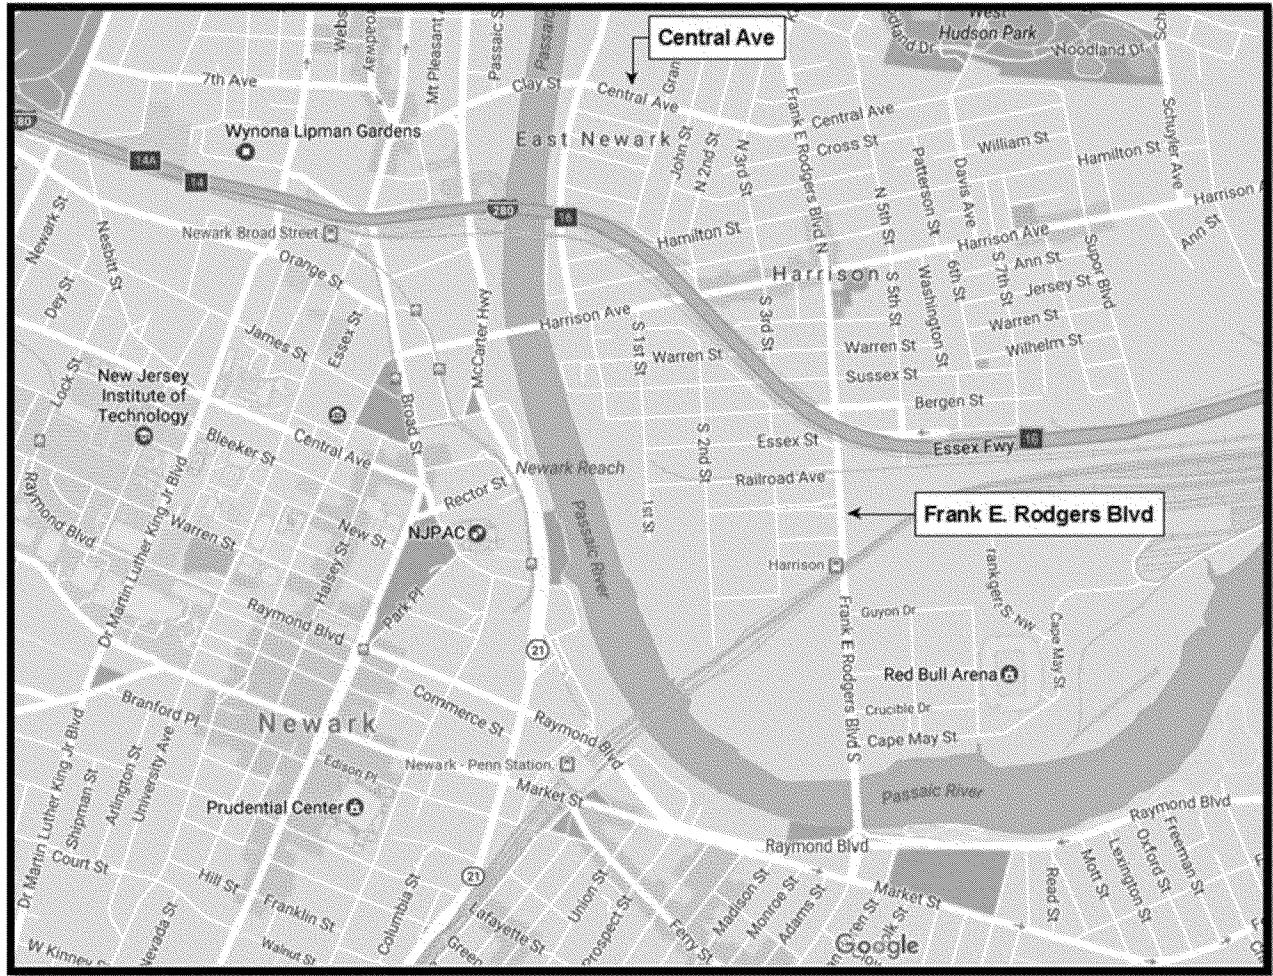 West
Hudson Park
Woodland Dr
Central Ave
Broadway
Mt Pleasant
Passaic S
Passaic
Clay St
7th Ave
Central Ave
Frank E Rodgers Blvd N
Central Ave
Schuyler Ave
Wynona Lipman Gardens
East Newark
John St
N 2nd St
N 3rd St
Cross St
William St
Hamilton St
14A
14
280
16
N 5th St
Patterson St
Davis Ave
Harrison A
Newark St
Nesbitt St
Newark Broad Street
Orange St
Hamilton St
Harrison Ave
Ann St
Harrison
Ann St
Dey St
McCarter Hwy
Harrison Ave
S 1st St
S 3rd St
S 5th St
Washington St
6th St
S 7th St
Jersey St
Supor Blvd
James St
Essex St
Warren St
Warren St
Warren St
Wilhelm St
Lock St
New Jersey
Institute of
Technology
Sussex St
Bergen St
Broad St
Bleeker St
Central Ave
S 2nd St
Essex St
Essex Fwy
16
Newark Reach
Railroad Ave
Raymond Blvd
Dr Martin Luther King Jr Blvd
Rector St
1st St
Frank E. Rodgers Blvd
Warren St
New St
NJPAC
Passaic River
Halsey St
Harrison
Raymond Blvd
Park Pl
Guyon Dr
Frank E Rodgers Blvd S
Cape May St
21
Red Bull Arena
Branford Pl
Newark
Commerce St
Raymond Blvd
Crucible Dr
Cape May St
Edison Pl
Newark - Penn Station
Market St
Passaic River
Dr Martin Luther King Jr Blvd
Shipman St
Arlington St
University Ave
Prudential Center
Raymond Blvd
Raymond Blvd
Court St
Hill St
21
Franklin St
Columbia St
Union St
Prospect St
Madison St
Monroe St
Adams St
Market St
Read St
Mott St
Lexington St
Oxford St
Freeman St
W Kinney S
Nevada St
Walnut St
Lafayette St
Green
Ferry St
Google